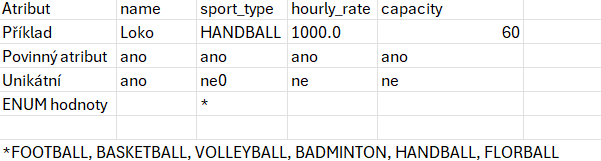 Atribut name sport_type hourly_rate capacity
Příklad Loko HANDBALL 1000.0 60
Povinný atribut ano ano ano ano
Unikátní ano ne0 ne ne
ENUM hodnoty *
*FOOTBALL, BASKETBALL, VOLLEYBALL, BADMINTON, HANDBALL, FLORBALL